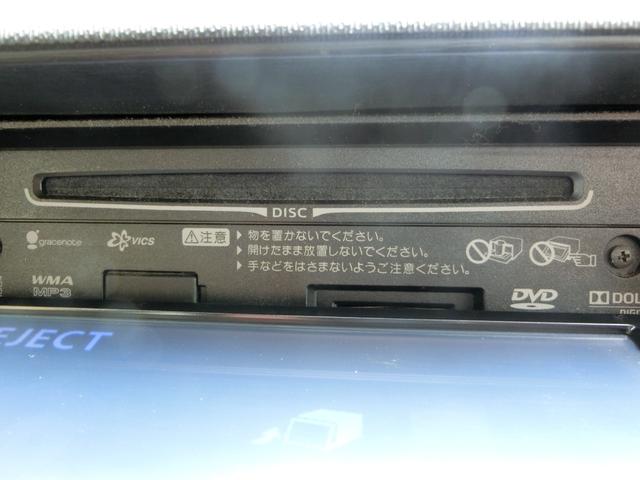 DISC
gracenote
VICS
注意
物を置かないでください。
開けたまま放置しないでください。
手などをはさまないようご注意ください。
WMA
MP3
DVD
EJECT